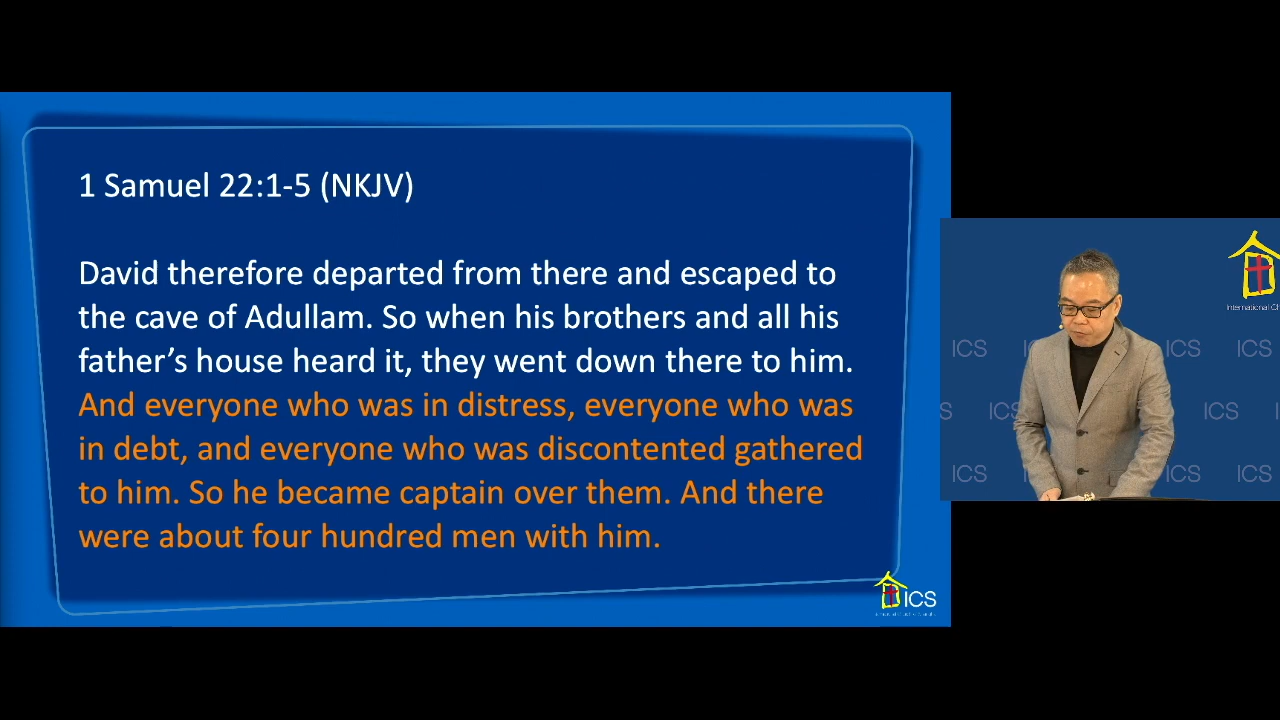 1 Samuel 22:1-5 (NKJV)
David therefore departed from there and escaped to
the cave of Adullam. So when his brothers and all his
father’s house heard it, they went down there to him.
And everyone who was in distress, everyone who was
in debt, and everyone who was discontented gathered
to him. So he became captain over them. And there
were about four hundred men with him.
ICS
International Ch
ICS
ICS
ICS
ICS
ICS
ICS
ICS
ICS
ICS